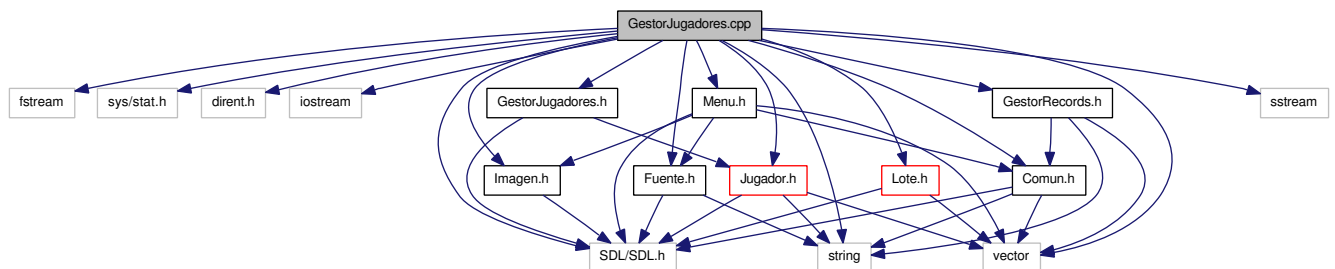 GestorJugadores.cpp
fstream
sys/stat.h
dirent.h
iostream
GestorJugadores.h
Menu.h
GestorRecords.h
sstream
Imagen.h
Fuente.h
Jugador.h
Lote.h
Comun.h
SDL/SDL.h
string
vector